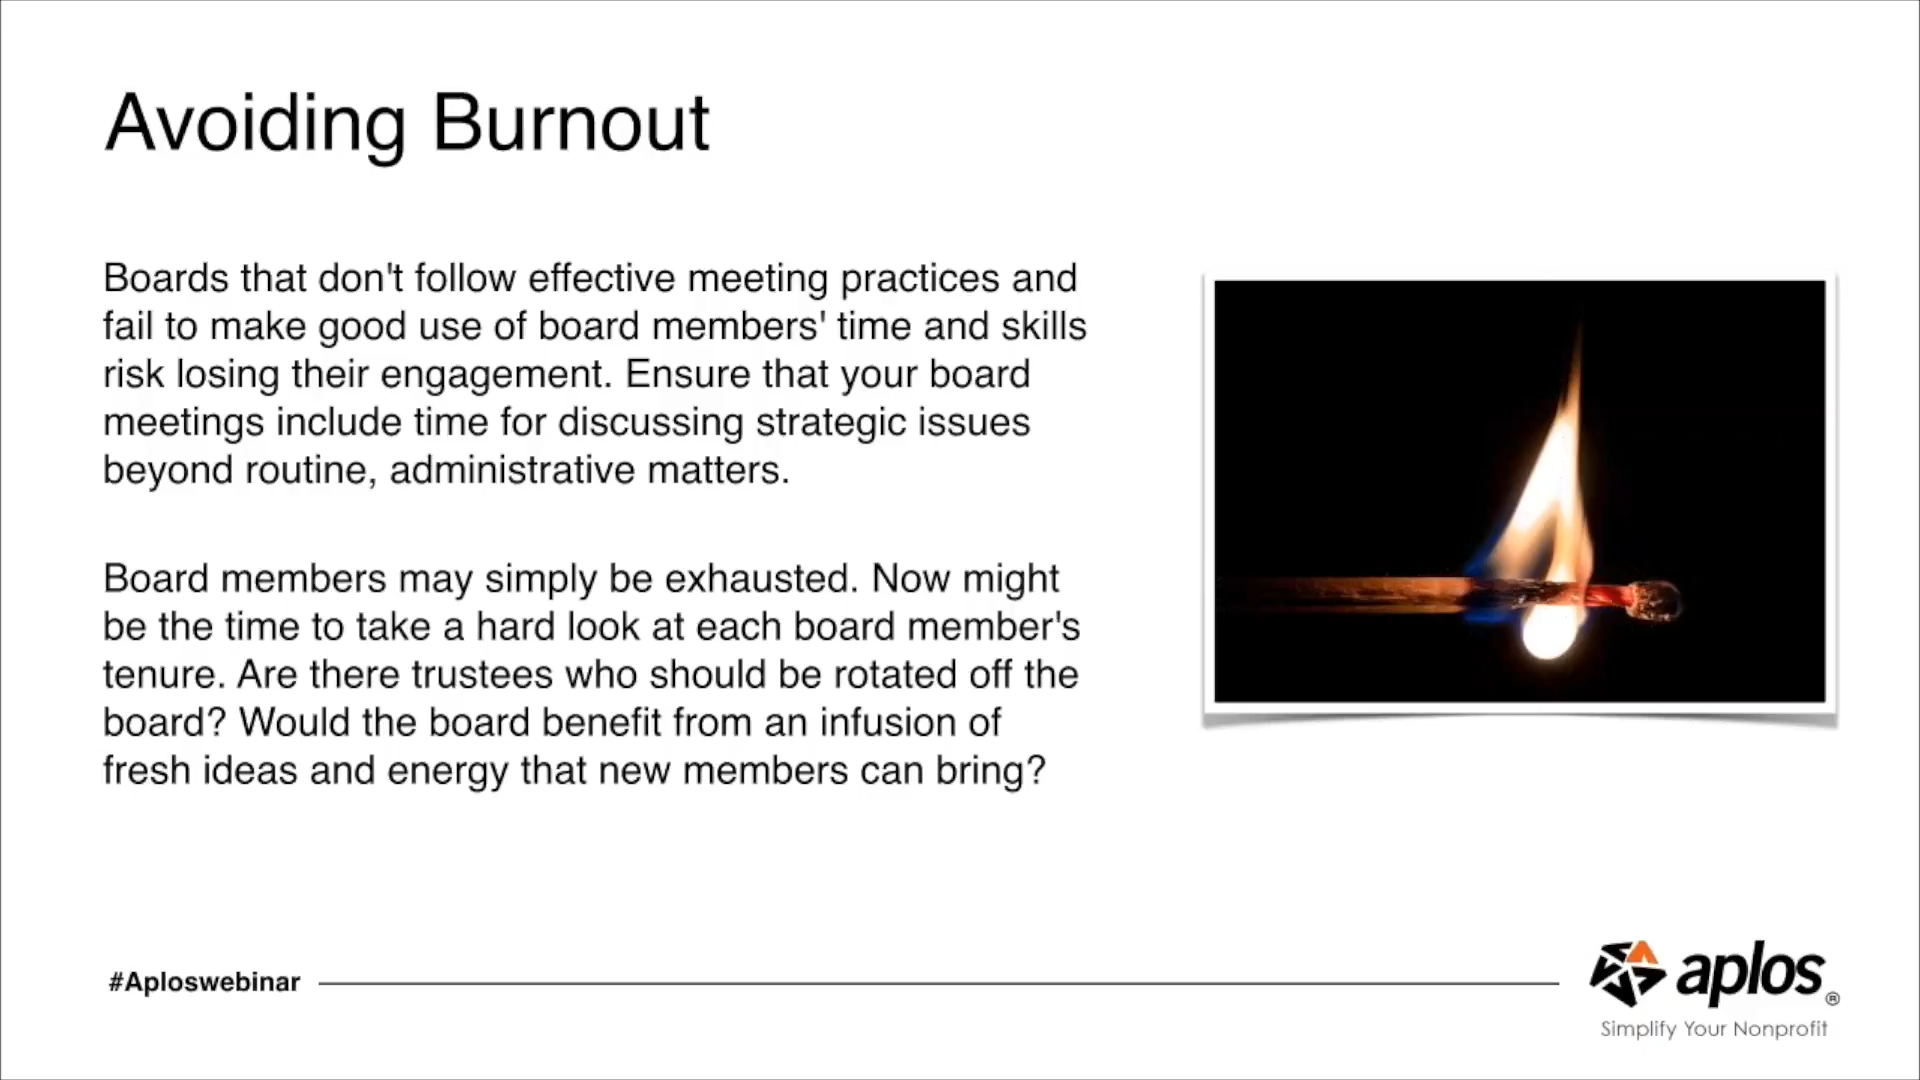 Avoiding Burnout
Boards that don't follow effective meeting practices and
fail to make good use of board members' time and skills
risk losing their engagement. Ensure that your board
meetings include time for discussing strategic issues
beyond routine, administrative matters.
Board members may simply be exhausted. Now might
be the time to take a hard look at each board member's
tenure. Are there trustees who should be rotated off the
board? Would the board benefit from an infusion of
fresh ideas and energy that new members can bring?
#Aploswebinar
aplos®
Simplify Your Nonprofit